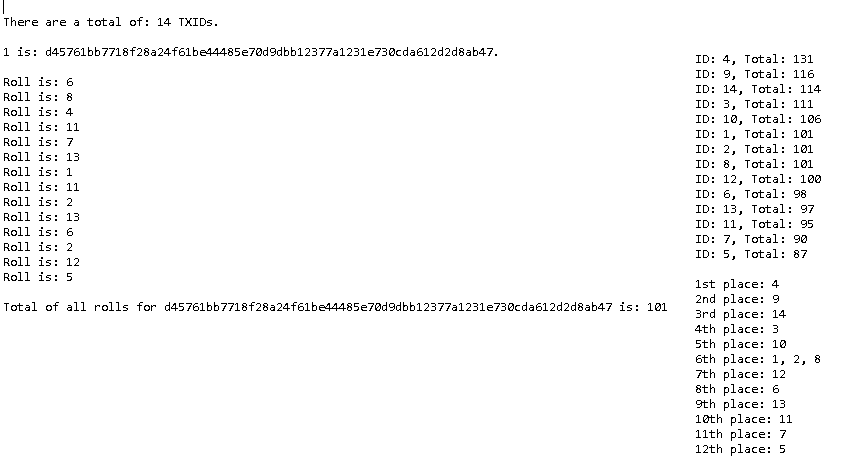 There are a total of: 14 TXIDs.
1 is: d45761bb7718f28a24f61be44485e70d9dbb12377a1231e730cda612d2d8ab47.
Roll is: 6
Roll is: 8
Roll is: 4
Roll is: 11
Roll is: 7
Roll is: 13
Roll is: 1
Roll is: 11
Roll is: 2
Roll is: 13
Roll is: 6
Roll is: 2
Roll is: 12
Roll is: 5
Total of all rolls for d45761bb7718f28a24f61be44485e70d9dbb12377a1231e730cda612d2d8ab47 is: 101
ID: 4, Total: 131
ID: 9, Total: 116
ID: 14, Total: 114
ID: 3, Total: 111
ID: 10, Total: 106
ID: 1, Total: 101
ID: 2, Total: 101
ID: 8, Total: 101
ID: 12, Total: 100
ID: 6, Total: 98
ID: 13, Total: 97
ID: 11, Total: 95
ID: 7, Total: 90
ID: 5, Total: 87
1st place: 4
2nd place: 9
3rd place: 14
4th place: 3
5th place: 10
6th place: 1, 2, 8
7th place: 12
8th place: 6
9th place: 13
10th place: 11
11th place: 7
12th place: 5